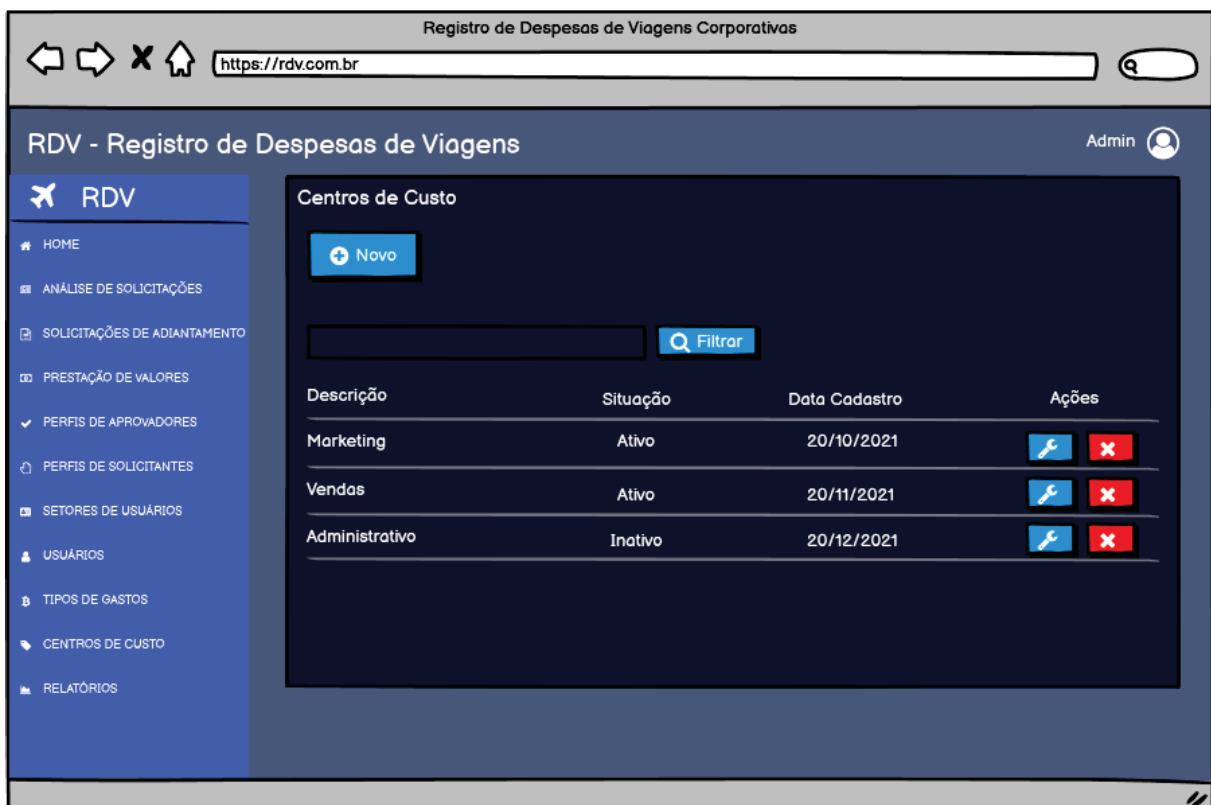 Registro de Despesas de Viagens Corporativas
https://rdv.com.br
RDV - Registro de Despesas de Viagens
Admin
RDV
HOME
ANÁLISE DE SOLICITAÇÕES
SOLICITAÇÕES DE ADIANTAMENTO
PRESTAÇÃO DE VALORES
PERFIS DE APROVADORES
PERFIS DE SOLICITANTES
SETORES DE USUÁRIOS
USUÁRIOS
TIPOS DE GASTOS
CENTROS DE CUSTO
RELATÓRIOS
Centros de Custo
Novo
Filtrar
Descrição Situação Data Cadastro Ações
Marketing Ativo 20/10/2021
Vendas Ativo 20/11/2021
Administrativo Inativo 20/12/2021